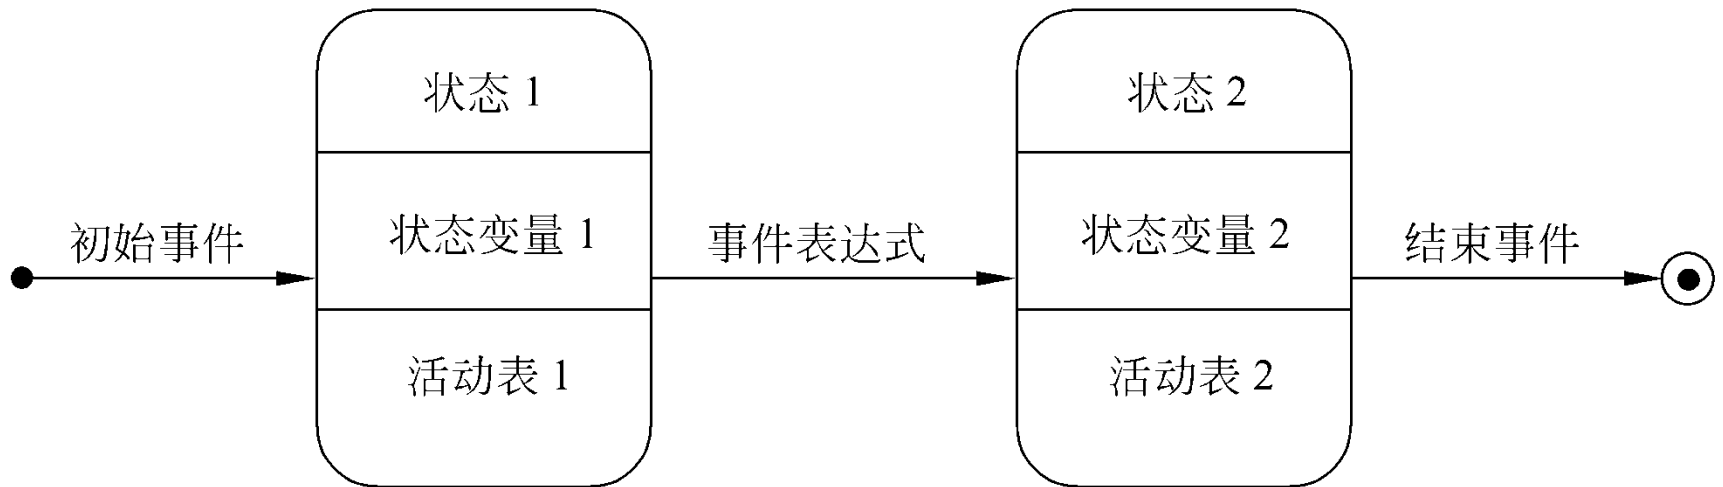 状态 1
状态 2
初始事件
状态变量 1
事件表达式
状态变量 2
结束事件
活动表 1
活动表 2